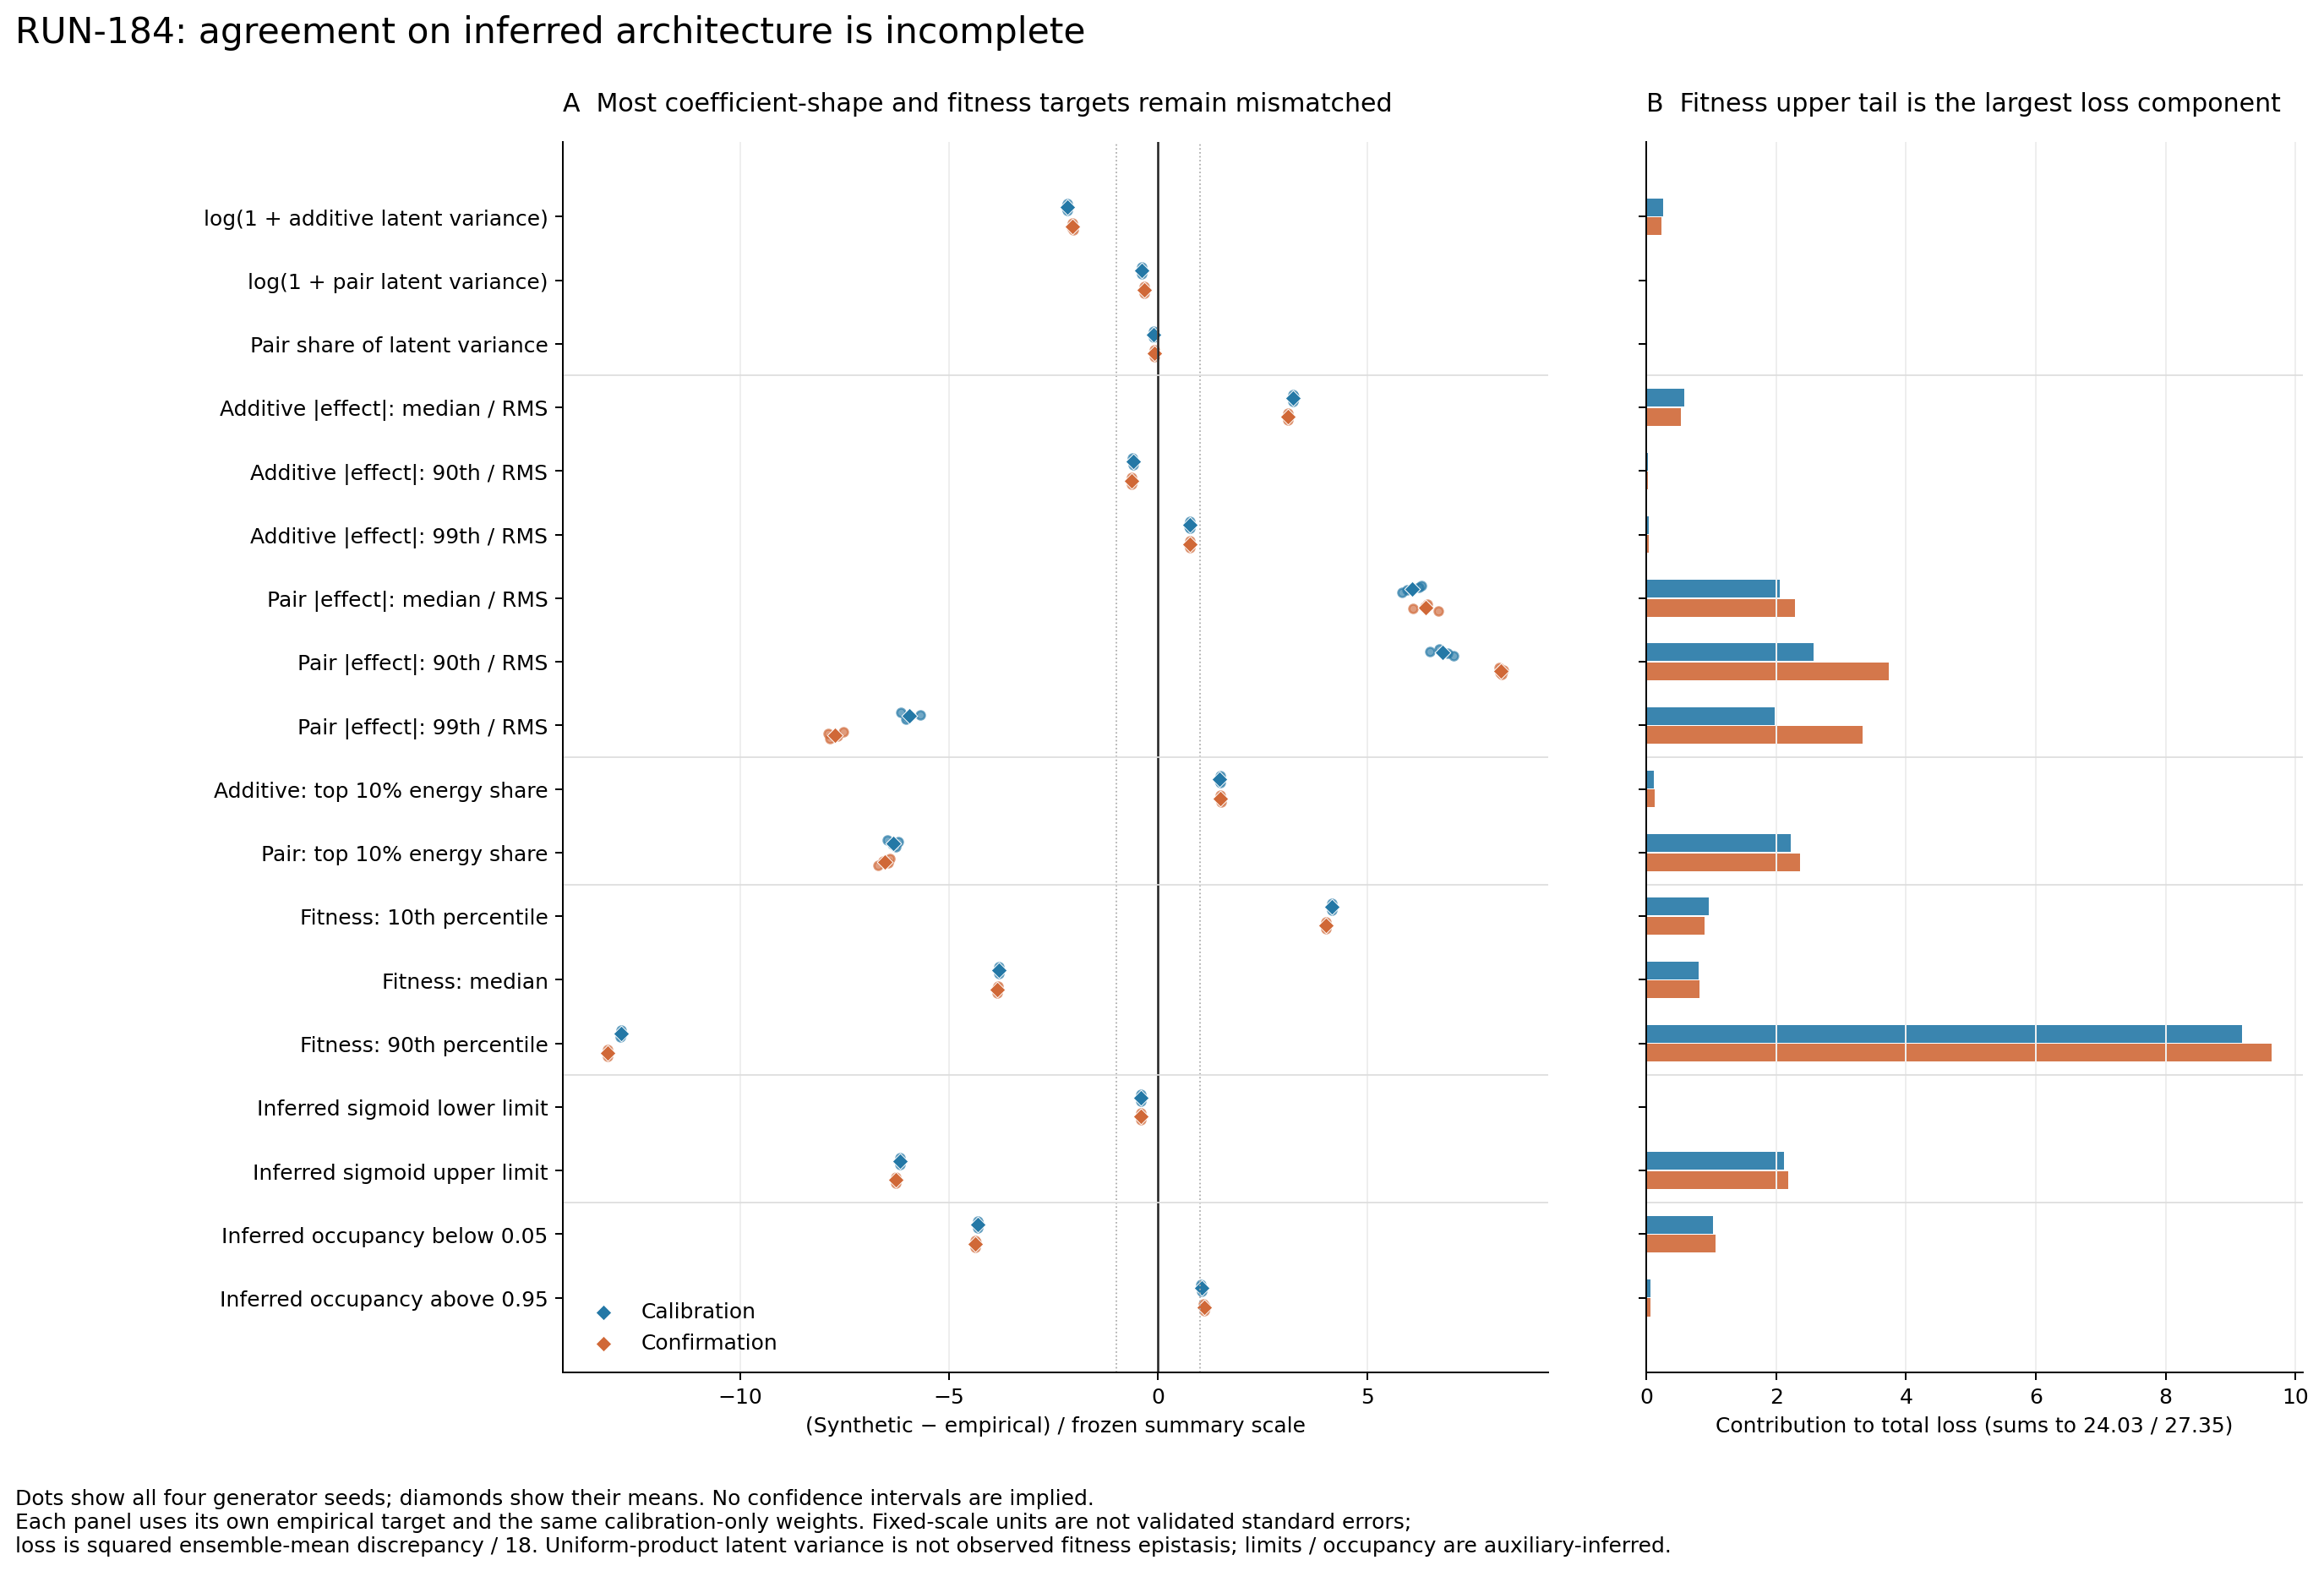 RUN-184: agreement on inferred architecture is incomplete
A  Most coefficient-shape and fitness targets remain mismatched
B  Fitness upper tail is the largest loss component
log(1 + additive latent variance)
log(1 + pair latent variance)
Pair share of latent variance
Additive |effect|: median / RMS
Additive |effect|: 90th / RMS
Additive |effect|: 99th / RMS
Pair |effect|: median / RMS
Pair |effect|: 90th / RMS
Pair |effect|: 99th / RMS
Additive: top 10% energy share
Pair: top 10% energy share
Fitness: 10th percentile
Fitness: median
Fitness: 90th percentile
Inferred sigmoid lower limit
Inferred sigmoid upper limit
Inferred occupancy below 0.05
Inferred occupancy above 0.95
Calibration
Confirmation
−10 −5 0 5
(Synthetic − empirical) / frozen summary scale
0 2 4 6 8 10
Contribution to total loss (sums to 24.03 / 27.35)
Dots show all four generator seeds; diamonds show their means. No confidence intervals are implied.
Each panel uses its own empirical target and the same calibration-only weights. Fixed-scale units are not validated standard errors;
loss is squared ensemble-mean discrepancy / 18. Uniform-product latent variance is not observed fitness epistasis; limits / occupancy are auxiliary-inferred.